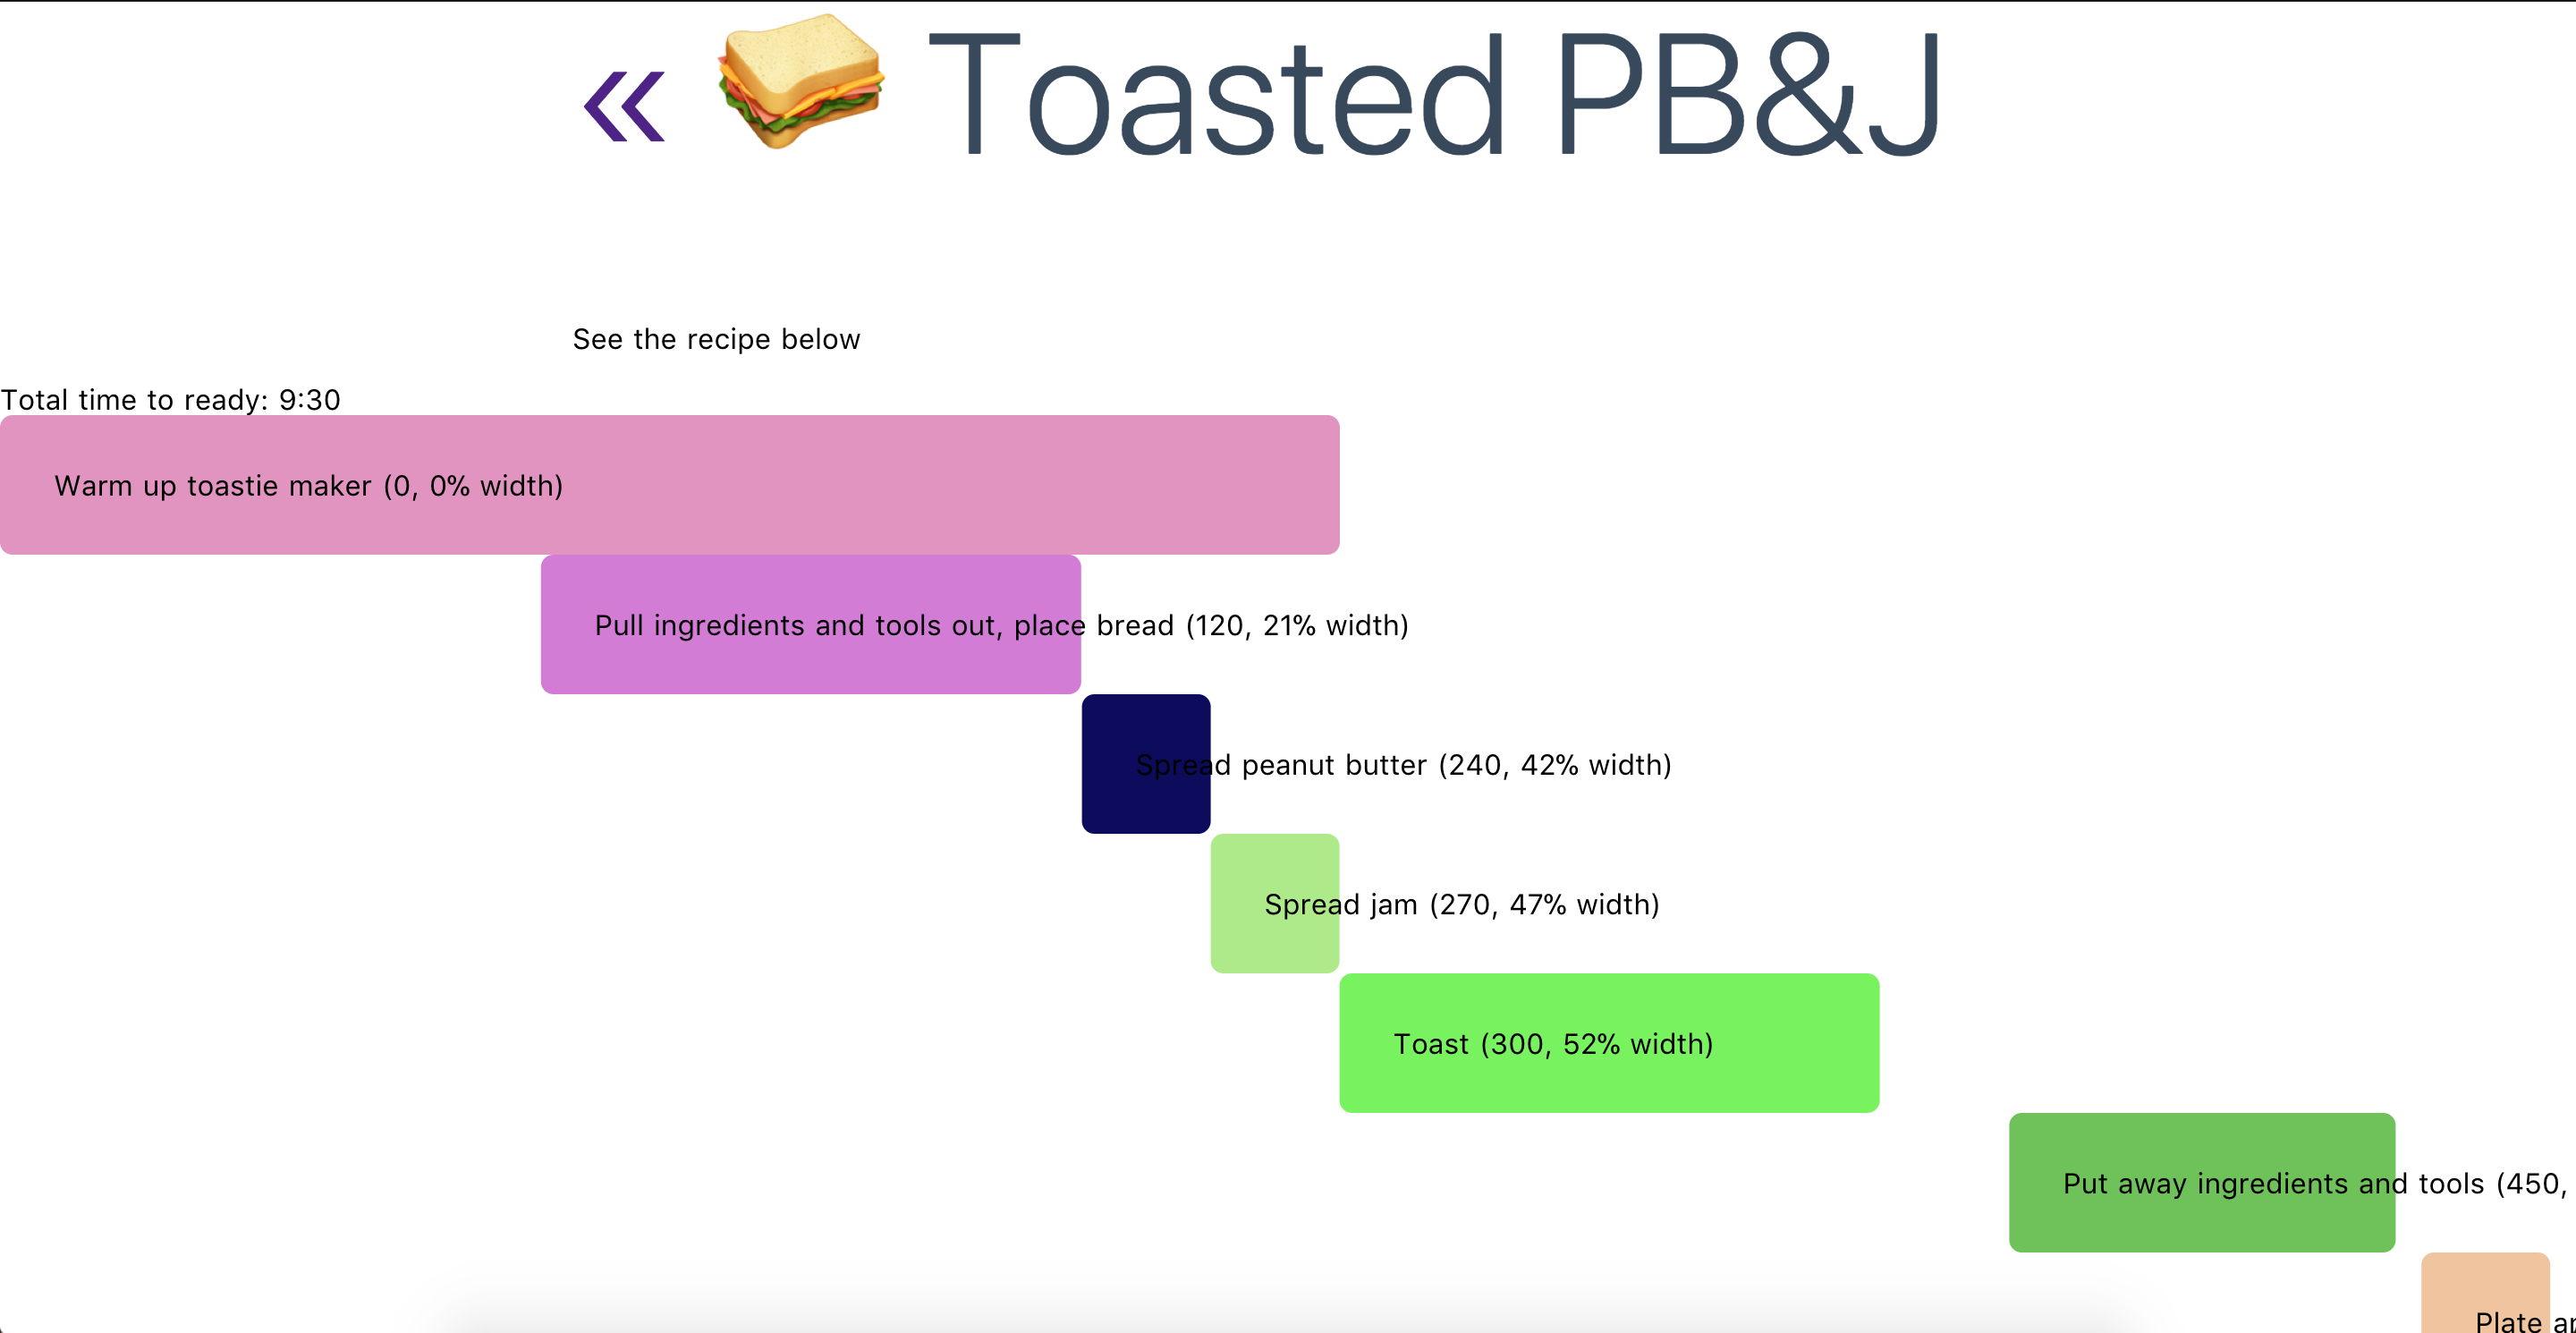 « Toasted PB&J
See the recipe below
Total time to ready: 9:30
Warm up toastie maker (0, 0% width)
Pull ingredients and tools out, place bread (120, 21% width)
Spread peanut butter (240, 42% width)
Spread jam (270, 47% width)
Toast (300, 52% width)
Put away ingredients and tools (450,
Plate